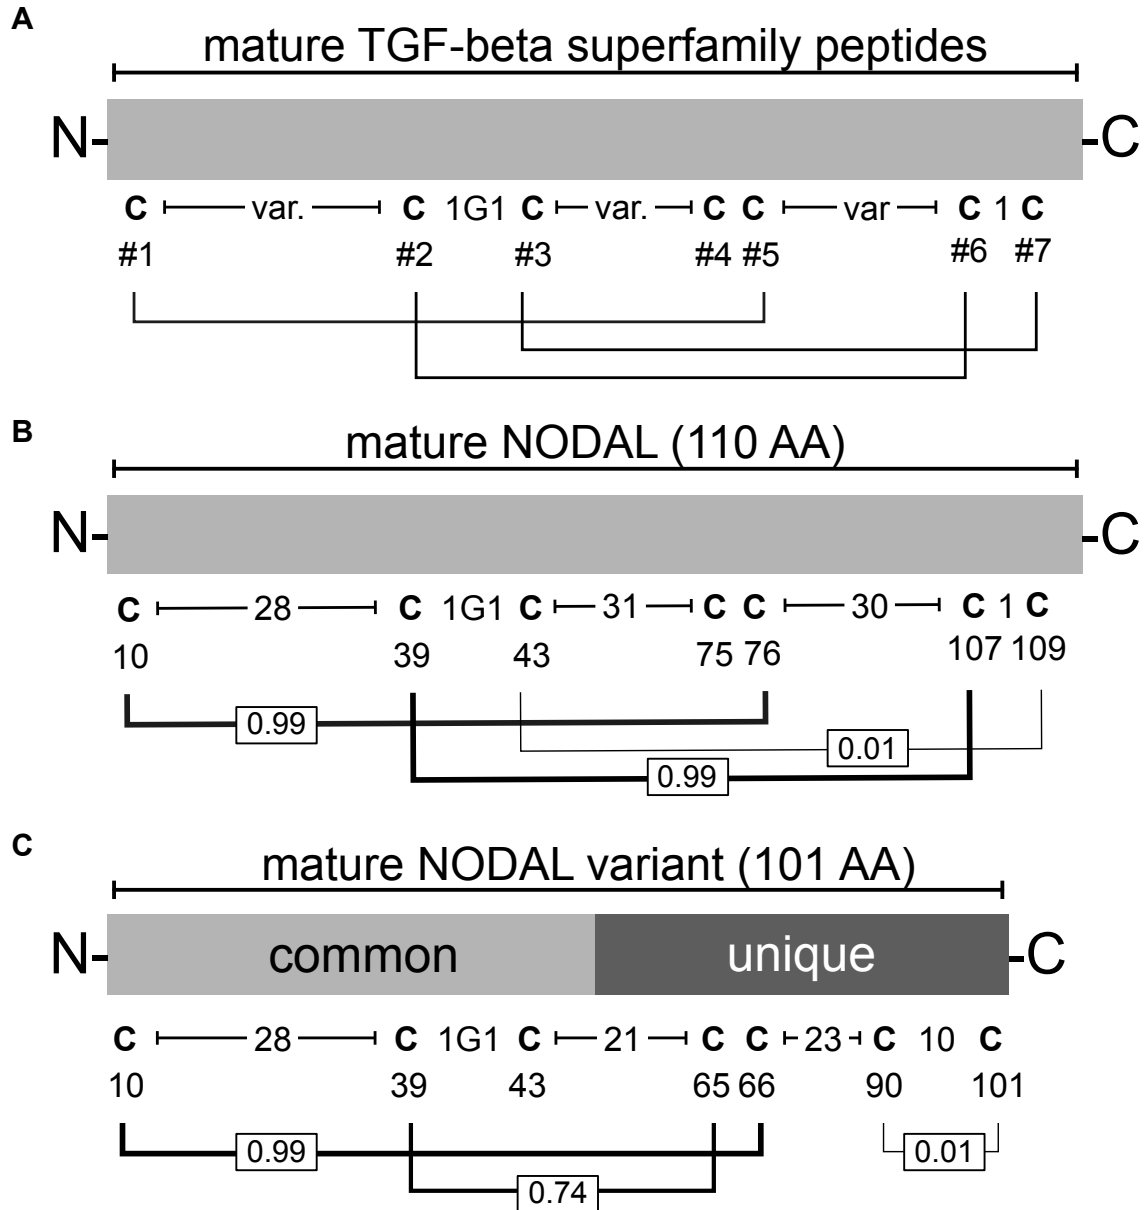 A
mature TGF-beta superfamily peptides
N C
C var. C 1G1 C var. C C var C 1 C
#1 #2 #3 #4 #5 #6 #7
B
mature NODAL (110 AA)
N C
C 28 C 1G1 C 31 C C 30 C 1 C
10 39 43 75 76 107 109
0.99 0.01
0.99
C
mature NODAL variant (101 AA)
N common unique C
C 28 C 1G1 C 21 C C 23 C 10 C
10 39 43 65 66 90 101
0.99 0.01
0.74